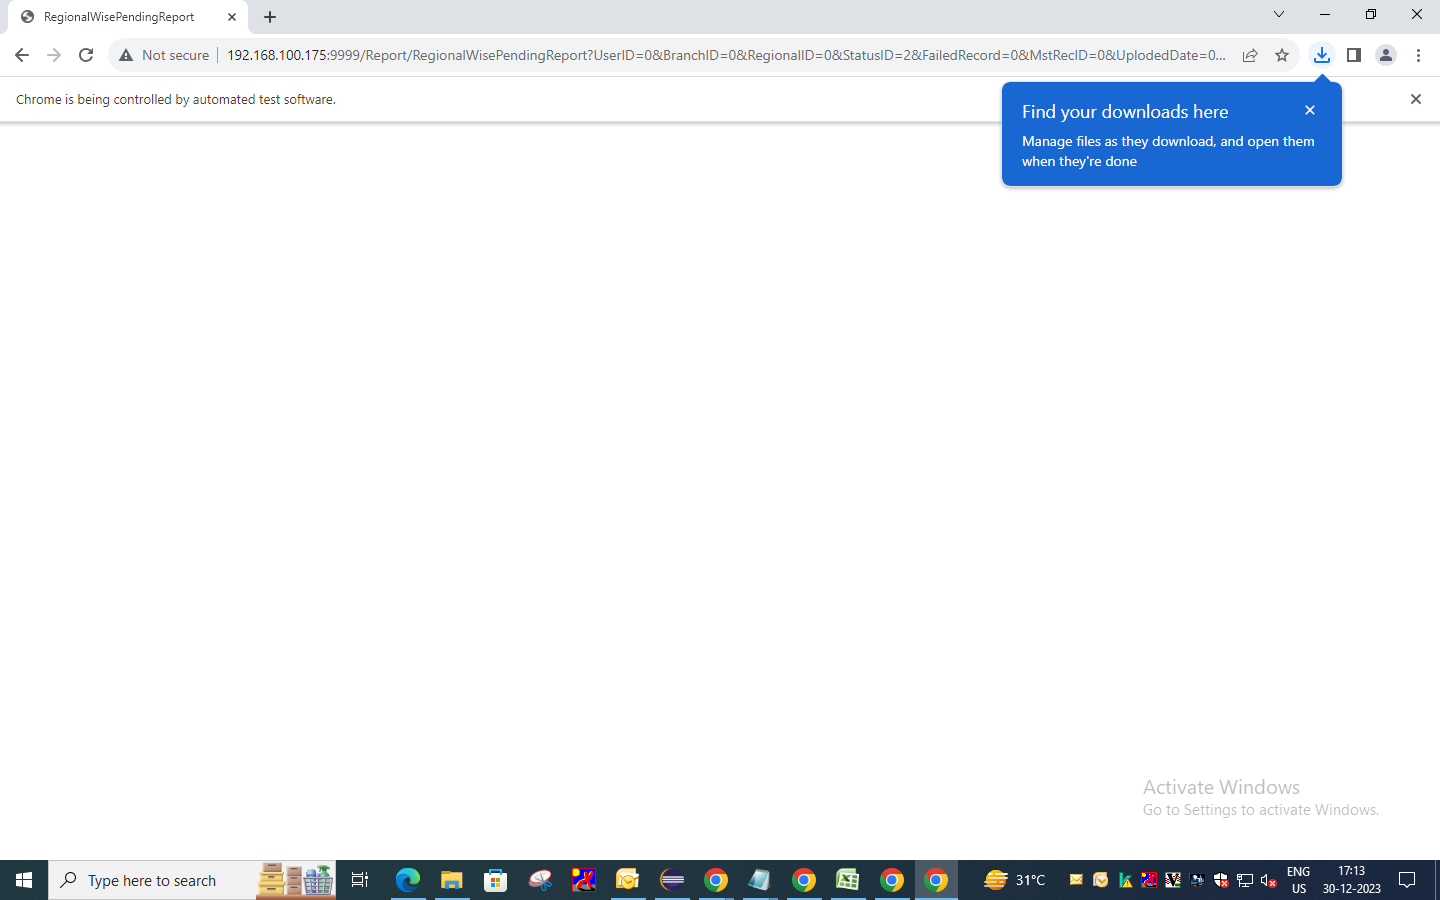 RegionalWisePendingReport
Not secure
192.168.100.175:9999/Report/RegionalWisePendingReport?UserID=0&BranchID=0&RegionalID=0&StatusID=2&FailedRecord=0&MstRecID=0&UplodedDate=0...
Chrome is being controlled by automated test software.
Find your downloads here
Manage files as they download, and open them
when they're done
Activate Windows
Go to Settings to activate Windows.
Type here to search
31°C
ENG
US
17:13
30-12-2023